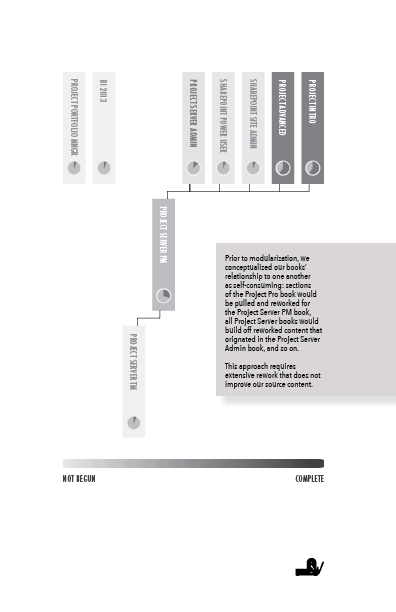 PROJECT PORTFOLIO MNGR
BI 2013
PROJECT SERVER ADMIN
SHAREPOINT POWER USER
SHAREPOINT SITE ADMIN
PROJECT ADVANCED
PROJECT INTRO
PROJECT SERVER PM
PROJECT SERVER TM
Prior to modularization, we
conceptualized our books'
relationship to one another
as self-consuming: sections
of the Project Pro book would
be pulled and reworked for
the Project Server PM book,
all Project Server books would
build off reworked content that
orignated in the Project Server
Admin book, and so on.
This approach requires
extensive rework that does not
improve our source content.
NOT BEGUN
COMPLETE